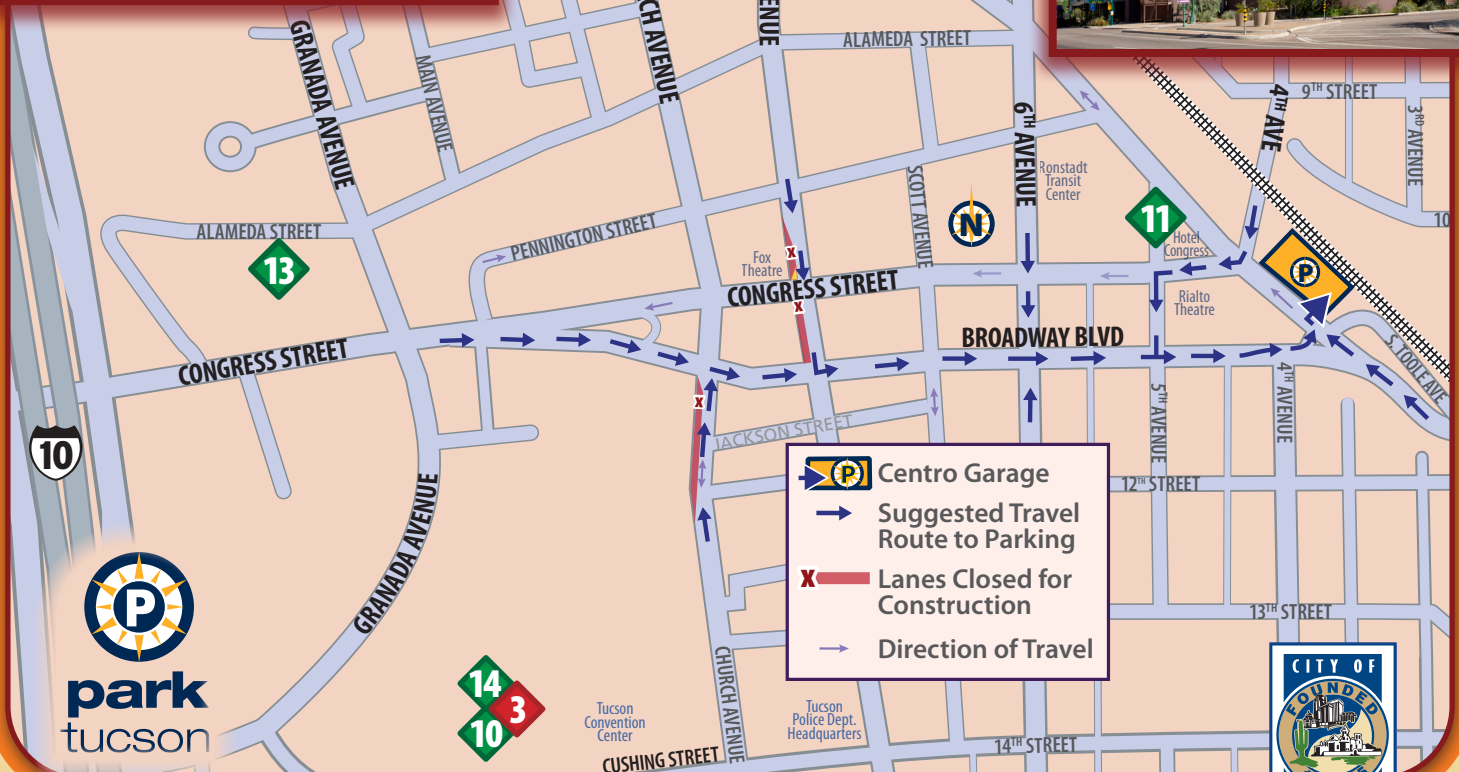 GRANADA AVENUE
MAIN AVENUE
CH AVENUE
ENUE
ALAMEDA STREET
6TH AVENUE
4TH AVE
9TH STREET
3RD AVENUE
10
Ronstadt
Transit
Center
SCOTT AVENUE
N
11
Hotel
Congress
P
ALAMEDA STREET
13
PENNINGTON STREET
Fox
Theatre
X
X
CONGRESS STREET
Rialto
Theatre
BROADWAY BLVD
S. TOOLE AVE
CONGRESS STREET
X
JACKSON STREET
5TH AVENUE
4TH AVENUE
10
GRANADA AVENUE
12TH STREET
P Centro Garage
Suggested Travel
Route to Parking
X Lanes Closed for
Construction
Direction of Travel
13TH STREET
P
park
tucson
14
3
10
Tucson
Convention
Center
CHURCH AVENUE
Tucson
Police Dept.
Headquarters
CUSHING STREET
14TH STREET
CITY OF
FOUNDED